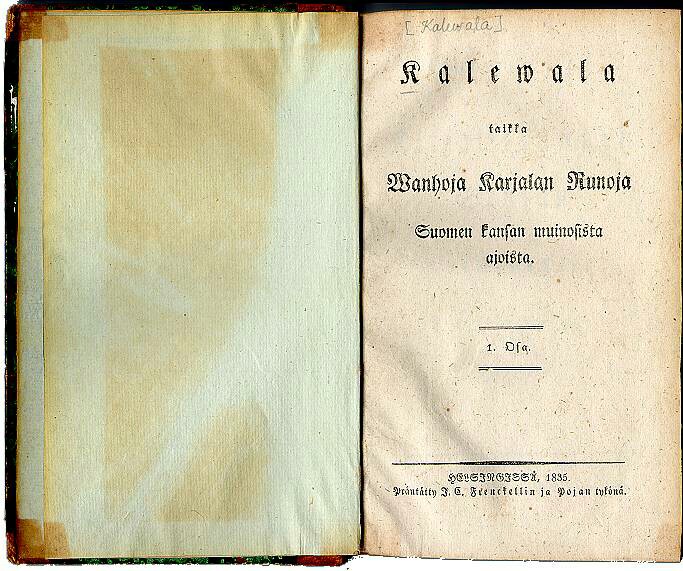 [Kalewala]
Kalewala
taikka
Wanhoja Karjalan Runoja
Suomen kansan muinosista
ajoista.
1. Osa.
HELSINGISSÄ, 1835.
Präntätty J. C. Frenckellin ja Pojan tykönä.